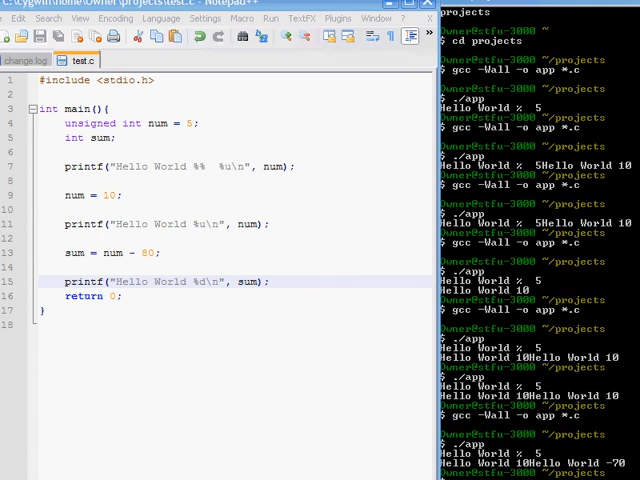 C:\cygwin\home\Owner\projects\test.c - Notepad++
Edit Search View Encoding Language Settings Macro Run TextFX Plugins Window ? X
change.log test.c
1 #include <stdio.h>
2
3 int main(){
4 unsigned int num = 5;
5 int sum;
6
7 printf("Hello World %% %u\n", num);
8
9 num = 10;
10
11 printf("Hello World %u\n", num);
12
13 sum = num - 80;
14
15 printf("Hello World %d\n", sum);
16 return 0;
17 }
18
projects
Owner@stfu-3000 ~
$ cd projects
Owner@stfu-3000 ~/projects
$ gcc -Wall -o app *.c
Owner@stfu-3000 ~/projects
$ ./app
Hello World % 5
Owner@stfu-3000 ~/projects
$ gcc -Wall -o app *.c
Owner@stfu-3000 ~/projects
$ ./app
Hello World % 5Hello World 10
Owner@stfu-3000 ~/projects
$ gcc -Wall -o app *.c
Owner@stfu-3000 ~/projects
$ ./app
Hello World % 5Hello World 10
Owner@stfu-3000 ~/projects
$ gcc -Wall -o app *.c
Owner@stfu-3000 ~/projects
$ ./app
Hello World % 5
Hello World 10
Owner@stfu-3000 ~/projects
$ gcc -Wall -o app *.c
Owner@stfu-3000 ~/projects
$ ./app
Hello World % 5
Hello World 10Hello World 10
Owner@stfu-3000 ~/projects
$ ./app
Hello World % 5
Hello World 10Hello World 10
Owner@stfu-3000 ~/projects
$ gcc -Wall -o app *.c
Owner@stfu-3000 ~/projects
$ ./app
Hello World % 5
Hello World 10Hello World -70
Owner@stfu-3000 ~/projects